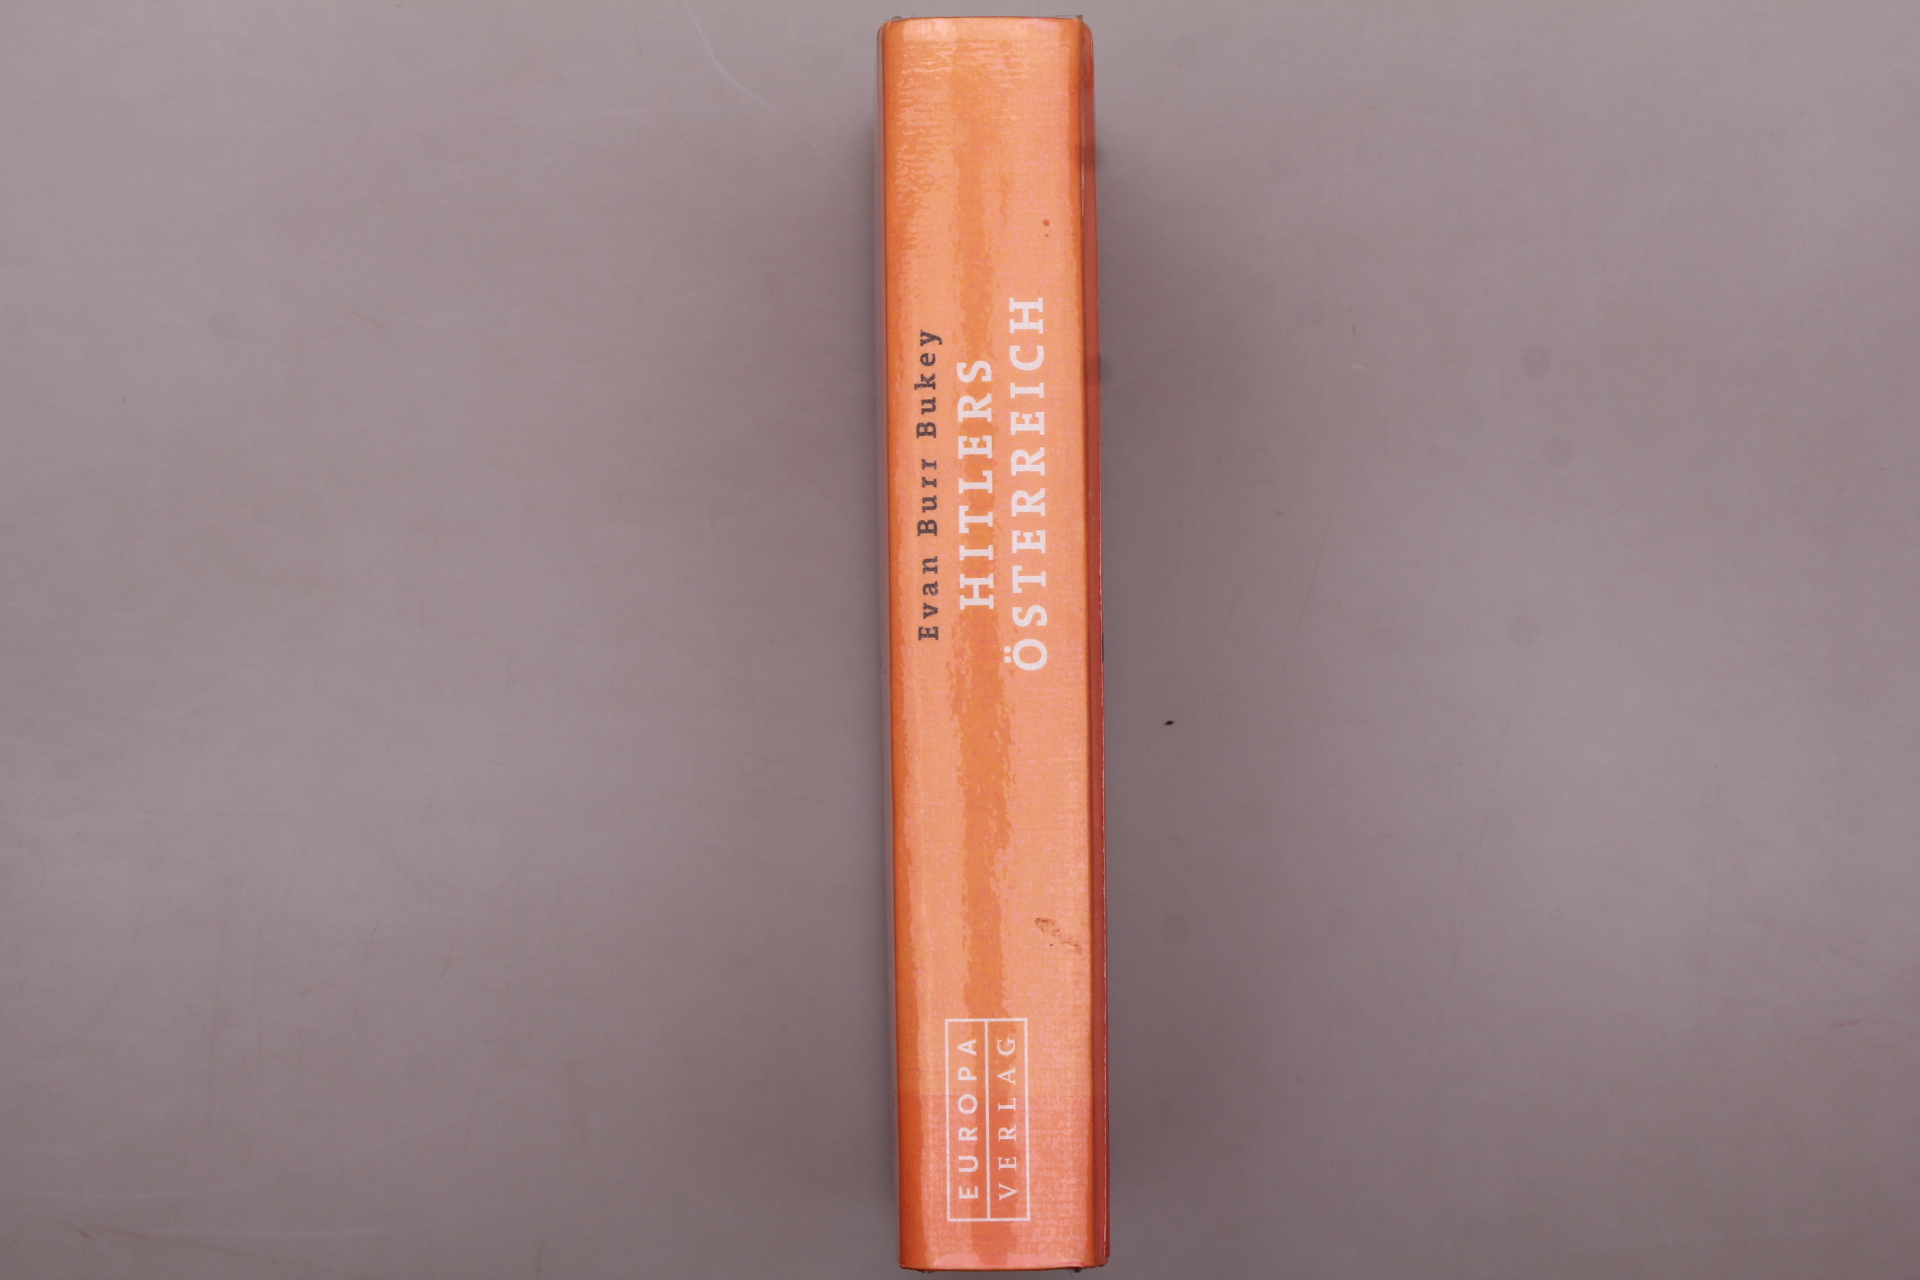 Evan Burr Bukey
HITLERS
ÖSTERREICH
EUROPA
VERLAG